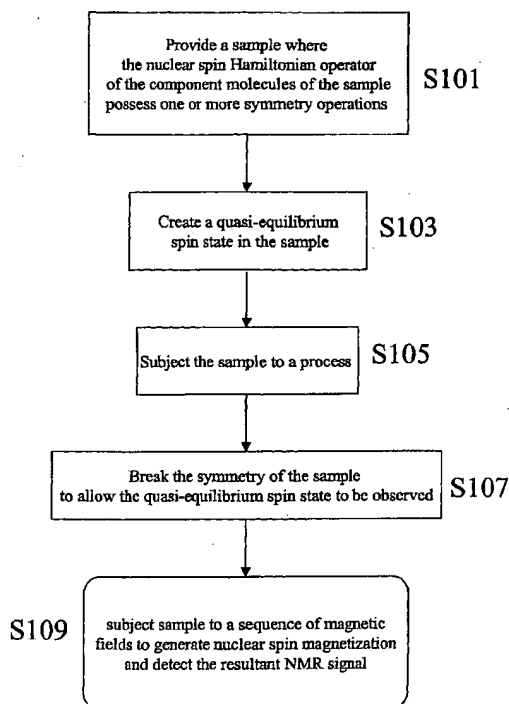 Provide a sample where
the nuclear spin Hamiltonian operator
of the component molecules of the sample
possess one or more symmetry operations
S101
Create a quasi-equilibrium
spin state in the sample
S103
Subject the sample to a process
S105
Break the symmetry of the sample
to allow the quasi-equilibrium spin state to be observed
S107
S109
subject sample to a sequence of magnetic
fields to generate nuclear spin magnetization
and detect the resultant NMR signal